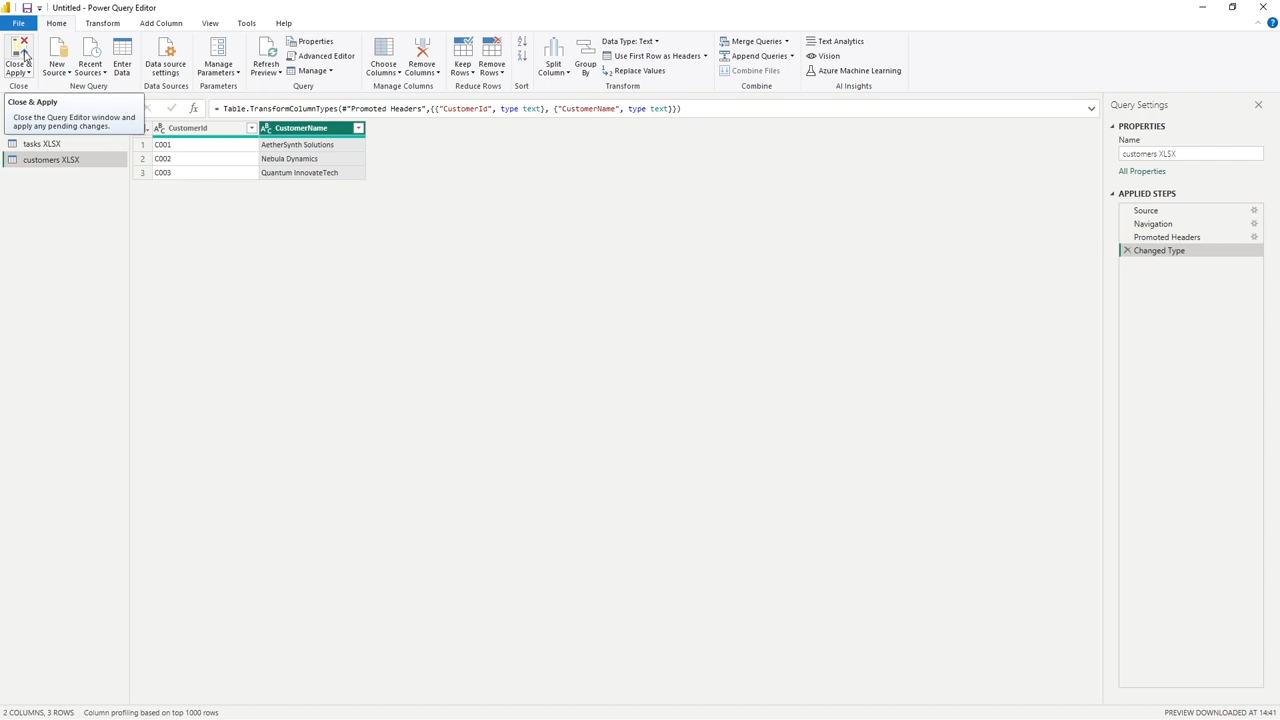 Untitled - Power Query Editor
File Home Transform Add Column View Tools Help
Close & Apply
New Source
Recent Sources
Enter Data
Data source settings
Manage Parameters
Refresh Preview
Properties
Advanced Editor
Manage
Choose Columns
Remove Columns
Keep Rows
Remove Rows
Split Column
Group By
Data Type: Text
Use First Row as Headers
Replace Values
Merge Queries
Append Queries
Combine Files
Text Analytics
Vision
Azure Machine Learning
Close New Query Data Sources Parameters Query Manage Columns Reduce Rows Sort Transform Combine AI Insights
Close & Apply
Close the Query Editor window and
apply any pending changes.
fx = Table.TransformColumnTypes(#"Promoted Headers",{{"CustomerId", type text}, {"CustomerName", type text}})
tasks XLSX
customers XLSX
CustomerId CustomerName
1 C001 AetherSynth Solutions
2 C002 Nebula Dynamics
3 C003 Quantum InnovateTech
Query Settings
PROPERTIES
Name
customers XLSX
All Properties
APPLIED STEPS
Source
Navigation
Promoted Headers
Changed Type
2 COLUMNS, 3 ROWS Column profiling based on top 1000 rows
PREVIEW DOWNLOADED AT 14:41